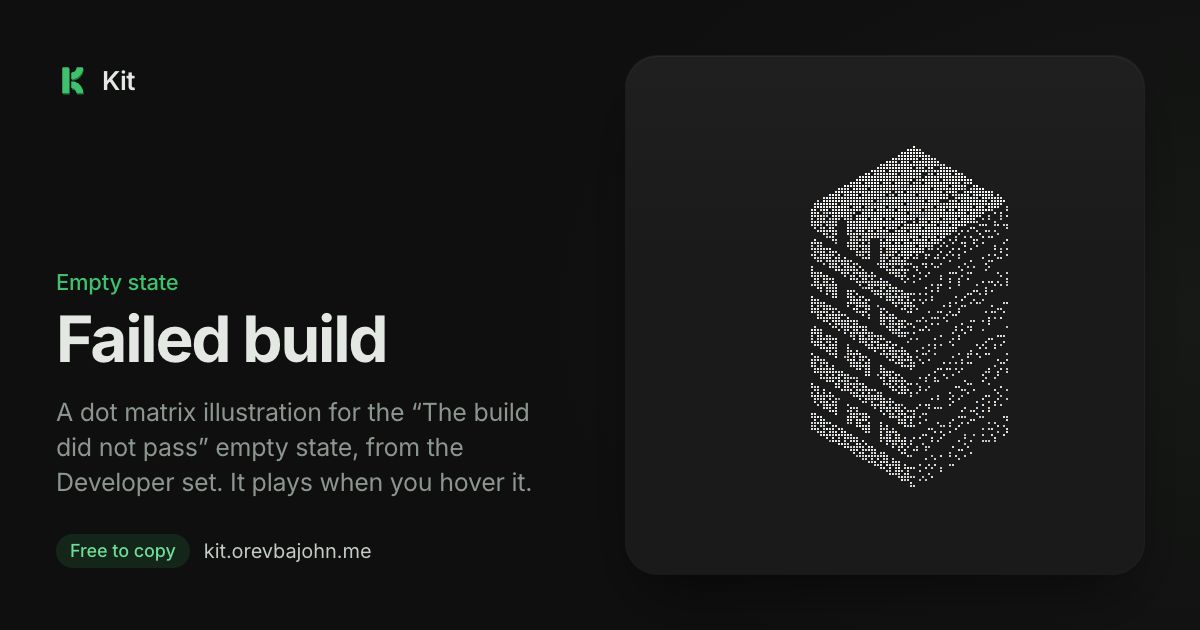 Kit
Empty state
Failed build
A dot matrix illustration for the “The build
did not pass” empty state, from the
Developer set. It plays when you hover it.
Free to copy
kit.orevbajohn.me